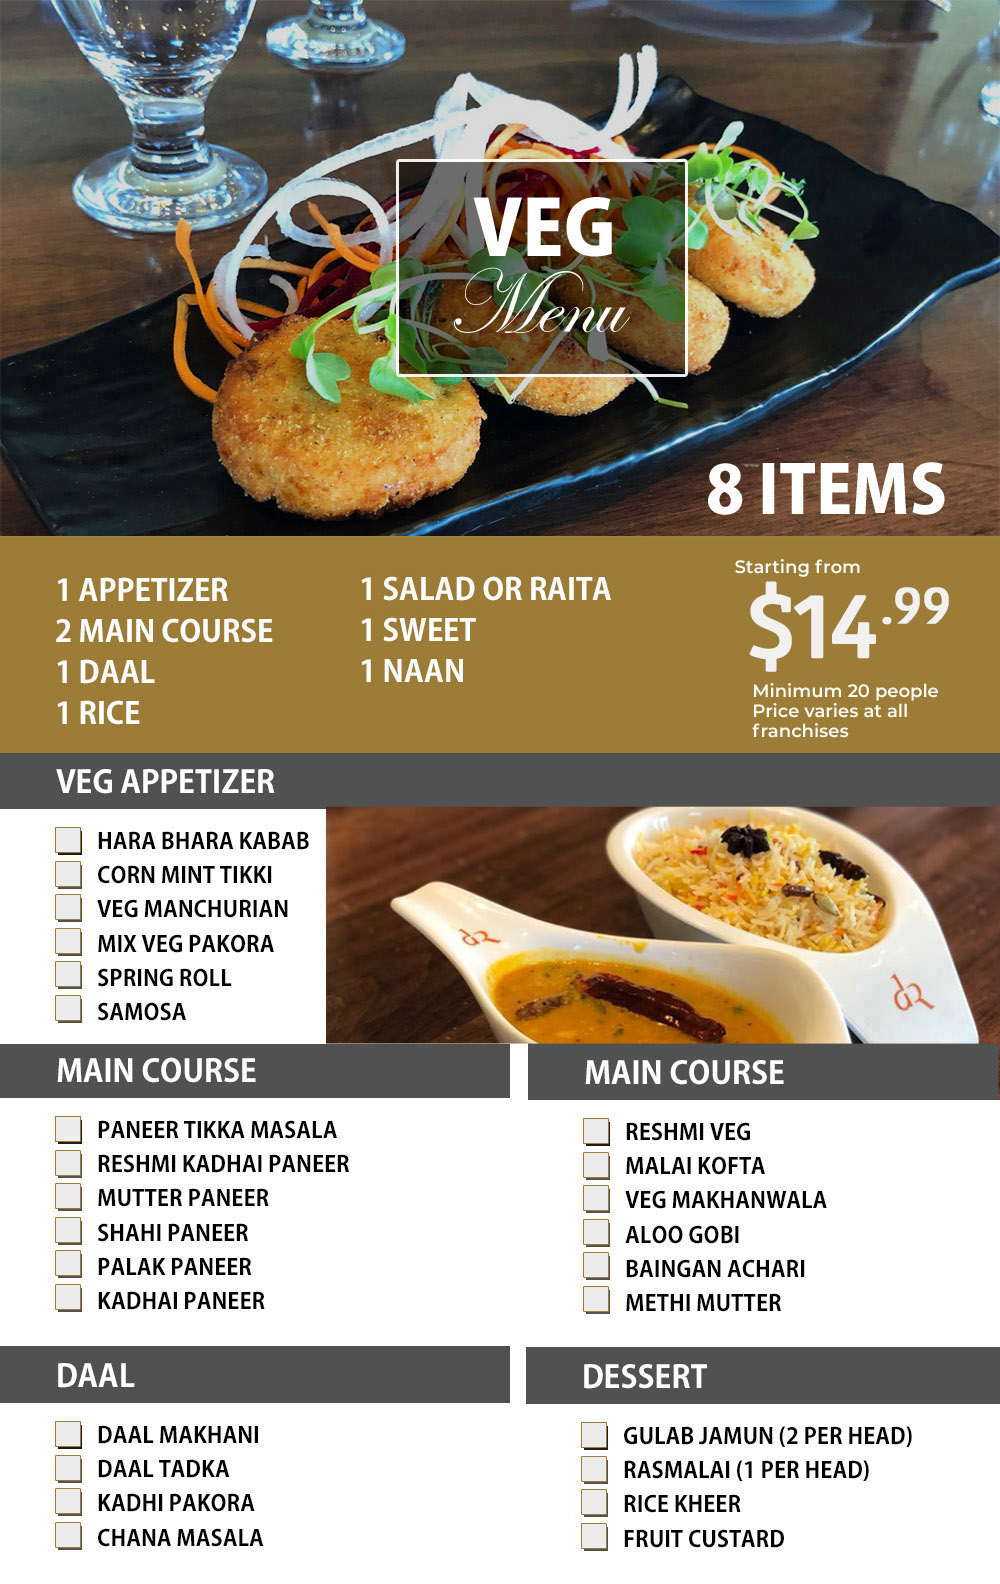 VEG
Menu
8 ITEMS
1 APPETIZER
2 MAIN COURSE
1 DAAL
1 RICE
1 SALAD OR RAITA
1 SWEET
1 NAAN
Starting from
$14.99
Minimum 20 people
Price varies at all
franchises
VEG APPETIZER
HARA BHARA KABAB
CORN MINT TIKKI
VEG MANCHURIAN
MIX VEG PAKORA
SPRING ROLL
SAMOSA
MAIN COURSE
PANEER TIKKA MASALA
RESHMI KADHAI PANEER
MUTTER PANEER
SHAHI PANEER
PALAK PANEER
KADHAI PANEER
MAIN COURSE
RESHMI VEG
MALAI KOFTA
VEG MAKHANWALA
ALOO GOBI
BAINGAN ACHARI
METHI MUTTER
DAAL
DAAL MAKHANI
DAAL TADKA
KADHI PAKORA
CHANA MASALA
DESSERT
GULAB JAMUN (2 PER HEAD)
RASMALAI (1 PER HEAD)
RICE KHEER
FRUIT CUSTARD